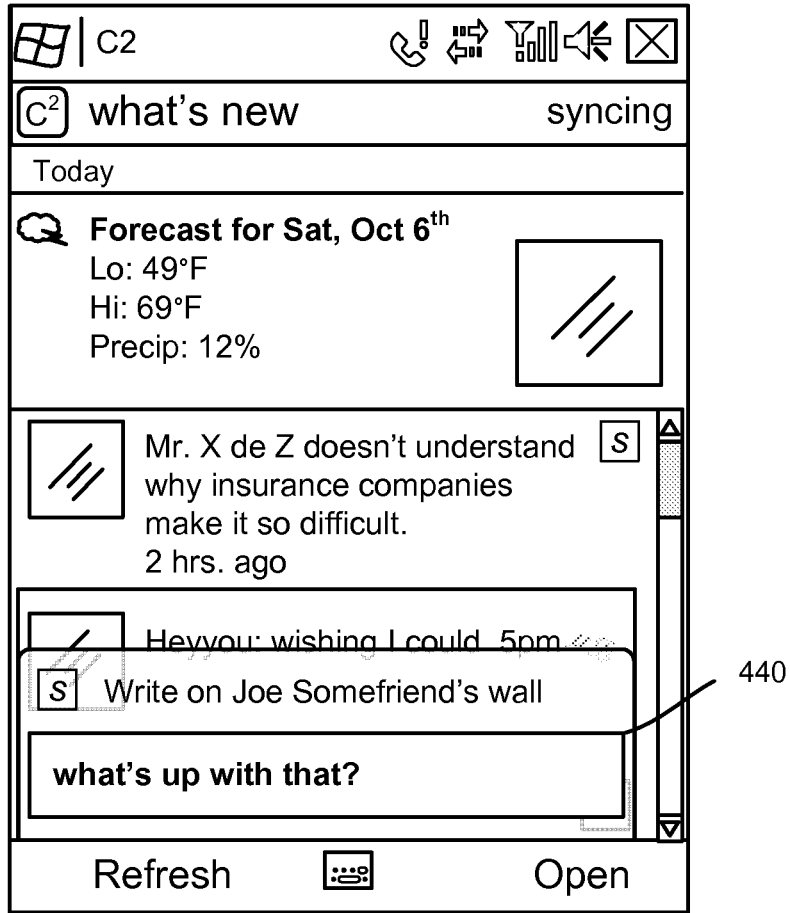 C2
C² what's new syncing
Today
Forecast for Sat, Oct 6th
Lo: 49°F
Hi: 69°F
Precip: 12%
Mr. X de Z doesn't understand S
why insurance companies
make it so difficult.
2 hrs. ago
Heyyou: wishing I could 5pm
S Write on Joe Somefriend's wall
440
what's up with that?
Refresh Open